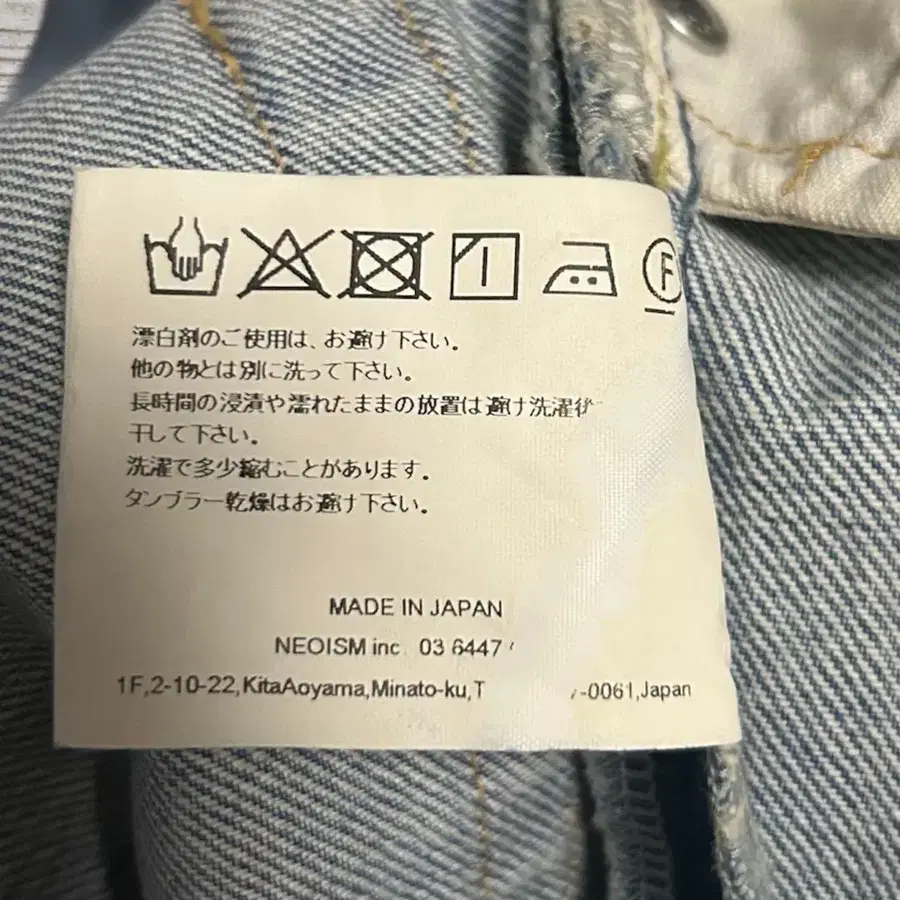 F
漂白剤のご使用は、お避け下さい。
他の物とは別に洗って下さい。
長時間の浸漬や濡れたままの放置は避け洗濯後
干して下さい。
洗濯で多少縮むことがあります。
タンブラー乾燥はお避け下さい。
MADE IN JAPAN
NEOISM inc. 03 6447
1F,2-10-22,KitaAoyama,Minato-ku, -0061,Japan